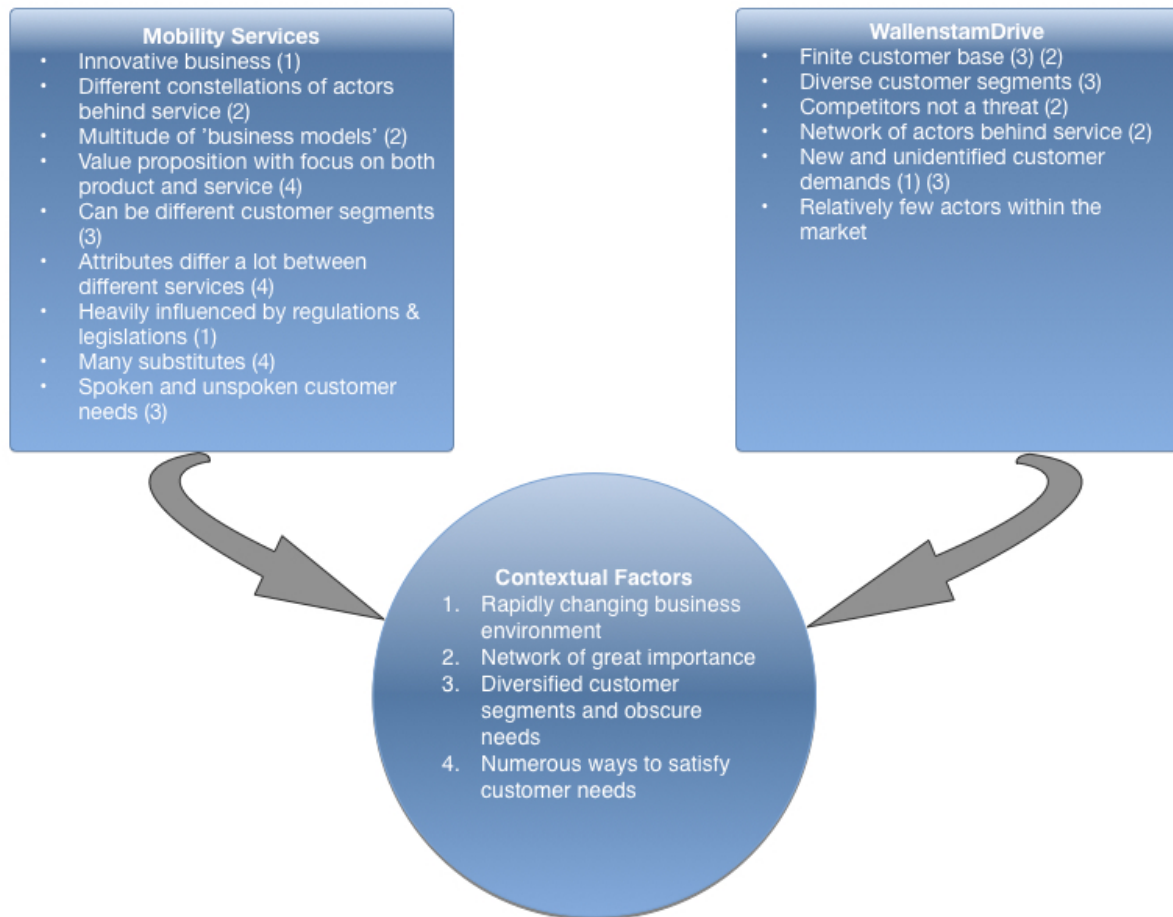 Mobility Services
• Innovative business (1)
• Different constellations of actors
behind service (2)
• Multitude of 'business models' (2)
• Value proposition with focus on both
product and service (4)
• Can be different customer segments
(3)
• Attributes differ a lot between
different services (4)
• Heavily influenced by regulations &
legislations (1)
• Many substitutes (4)
• Spoken and unspoken customer
needs (3)
WallenstamDrive
• Finite customer base (3) (2)
• Diverse customer segments (3)
• Competitors not a threat (2)
• Network of actors behind service (2)
• New and unidentified customer
demands (1) (3)
• Relatively few actors within the
market
Contextual Factors
1. Rapidly changing business
environment
2. Network of great importance
3. Diversified customer
segments and obscure
needs
4. Numerous ways to satisfy
customer needs